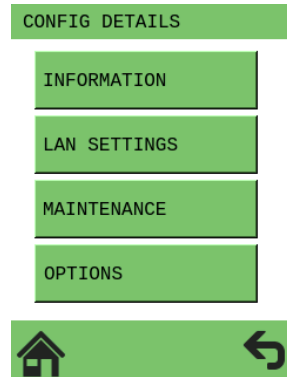 CONFIG DETAILS
INFORMATION
LAN SETTINGS
MAINTENANCE
OPTIONS